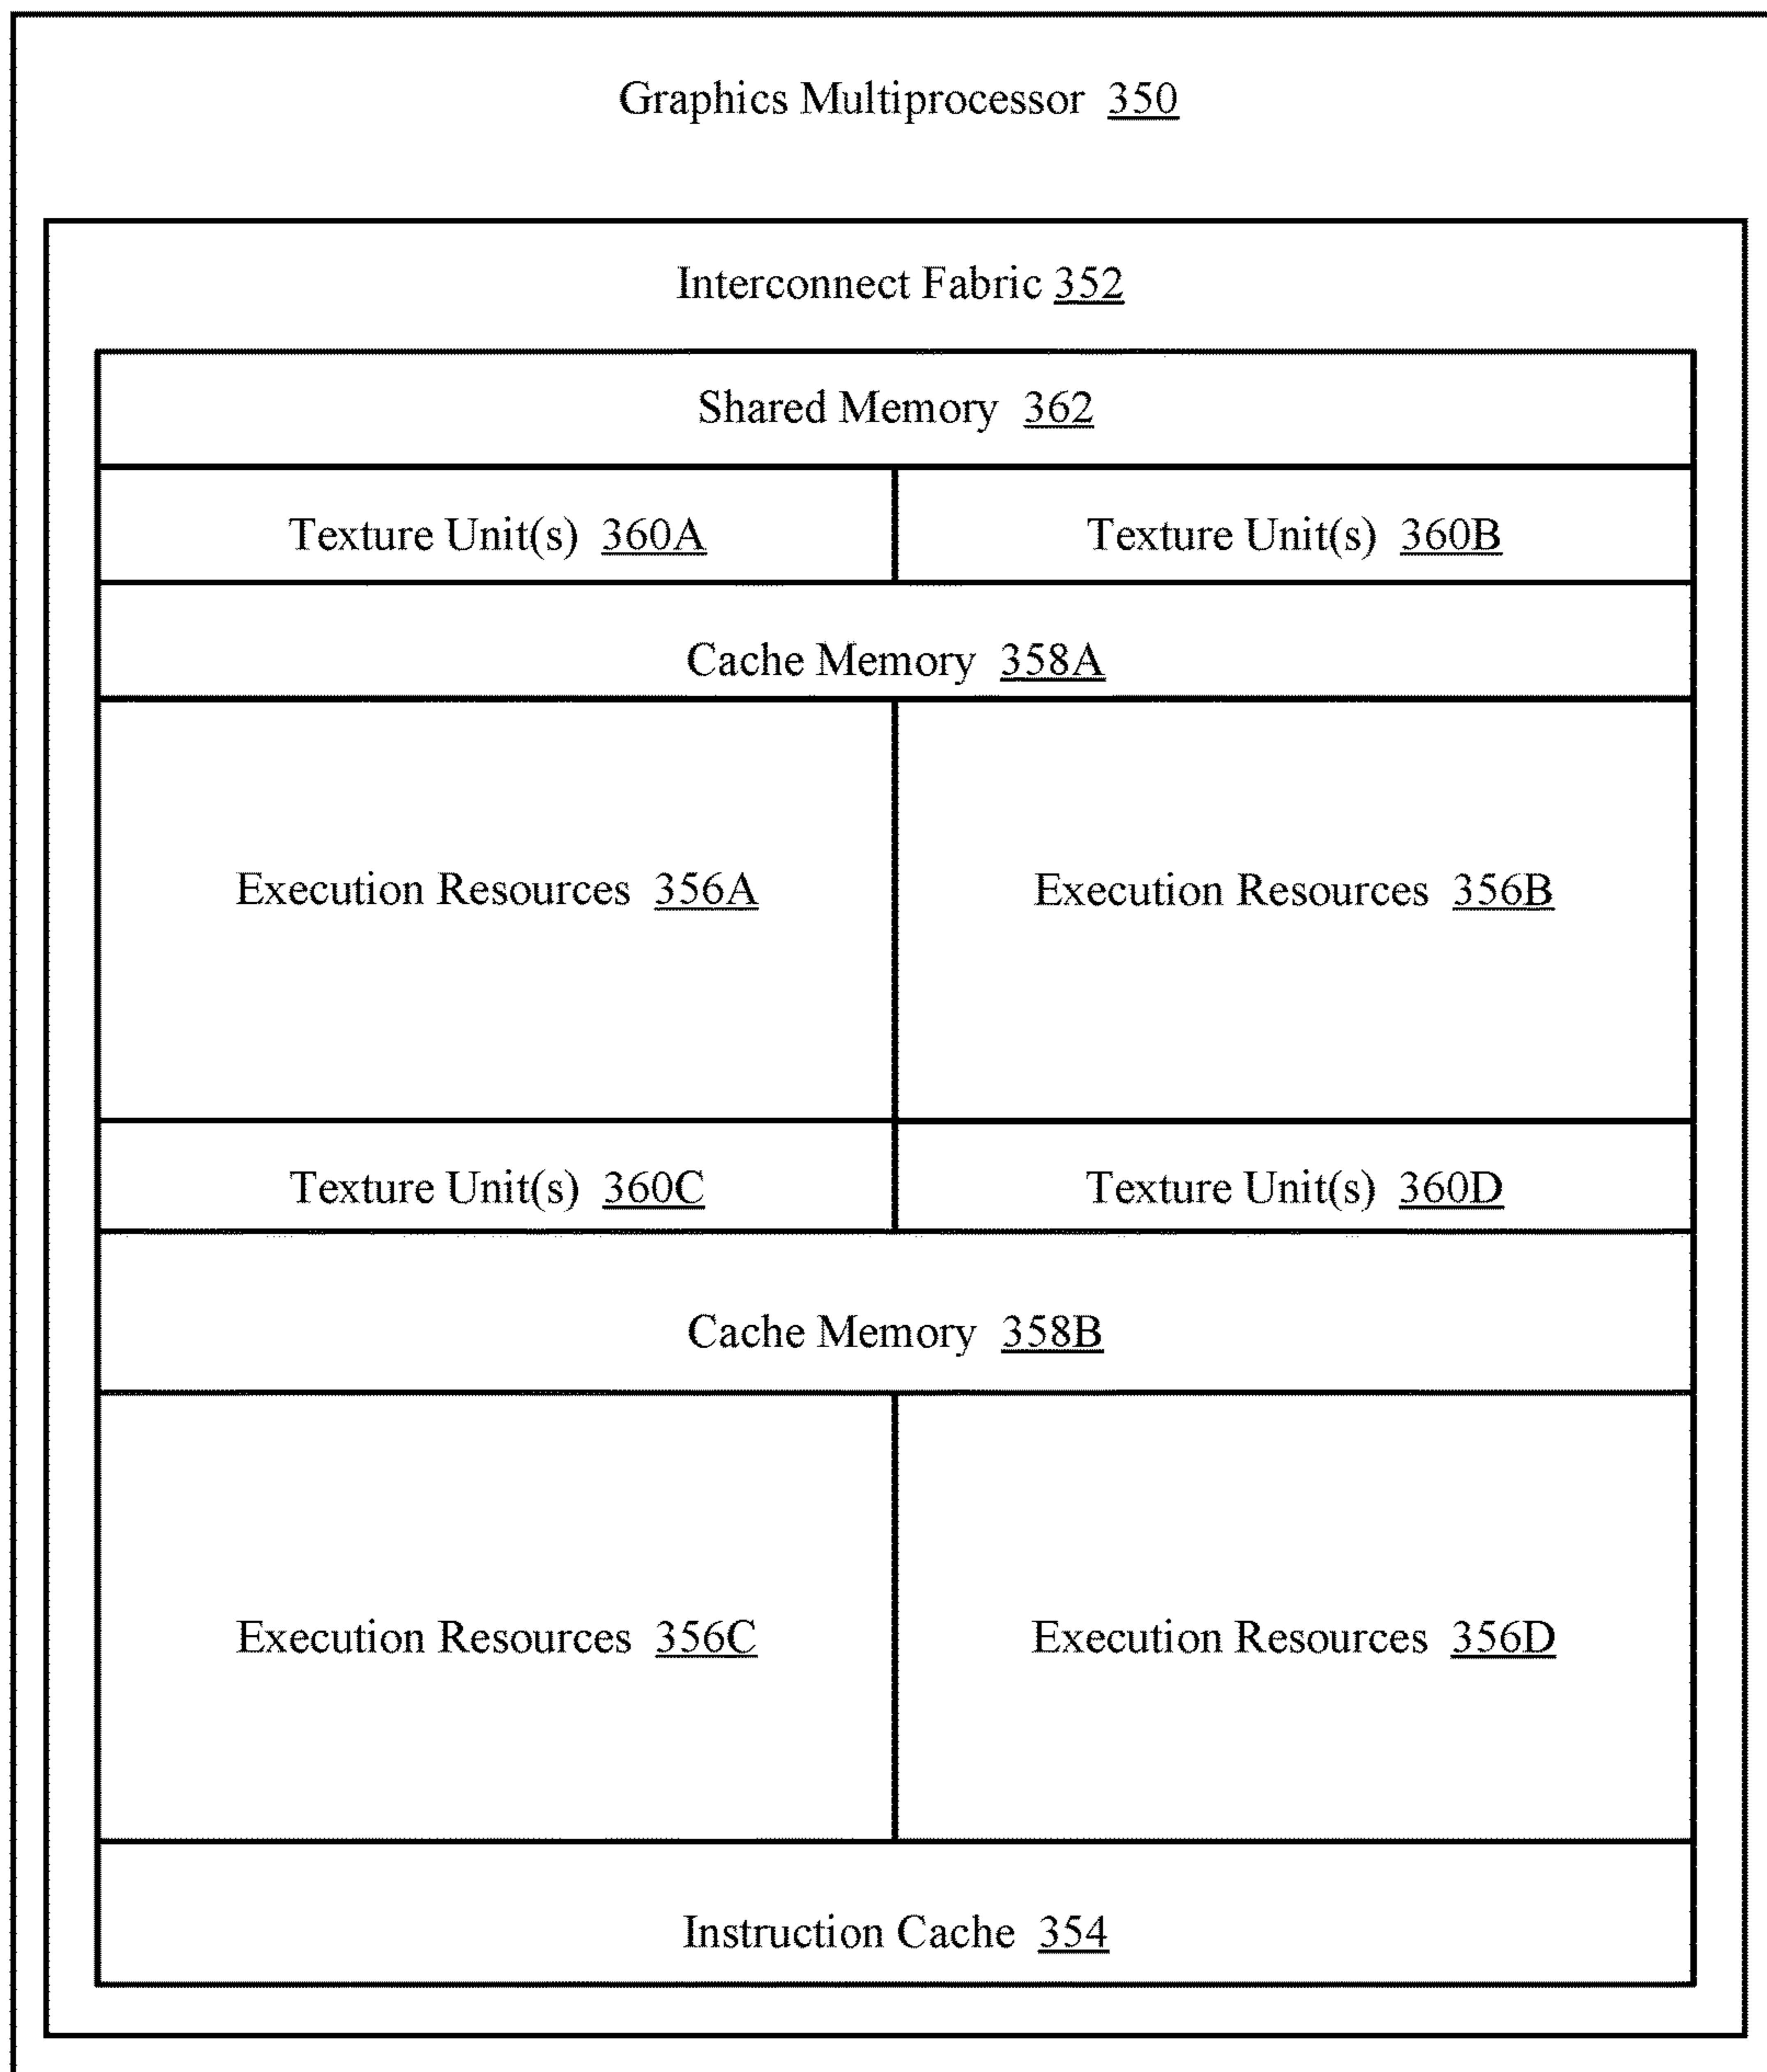 Graphics Multiprocessor 350
Interconnect Fabric 352
Shared Memory 362
Texture Unit(s) 360A
Texture Unit(s) 360B
Cache Memory 358A
Execution Resources 356A
Execution Resources 356B
Texture Unit(s) 360C
Texture Unit(s) 360D
Cache Memory 358B
Execution Resources 356C
Execution Resources 356D
Instruction Cache 354